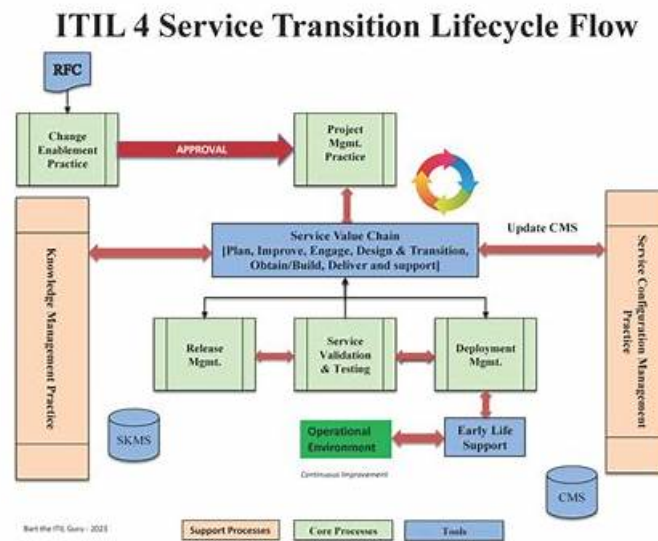 ITIL 4 Service Transition Lifecycle Flow
RFC
Change
Enablement
Practice
APPROVAL
Project
Mgmt.
Practice
Knowledge Management Practice
Service Value Chain
[Plan, Improve, Engage, Design & Transition,
Obtain/Build, Deliver and support]
Update CMS
Service Configuration Management
Practice
Release
Mgmt.
Service
Validation
& Testing
Deployment
Mgmt.
SKMS
Operational
Environment
Early Life
Support
Continuous Improvement
CMS
Bart the ITIL Guru - 2023
Support Processes
Core Processes
Tools